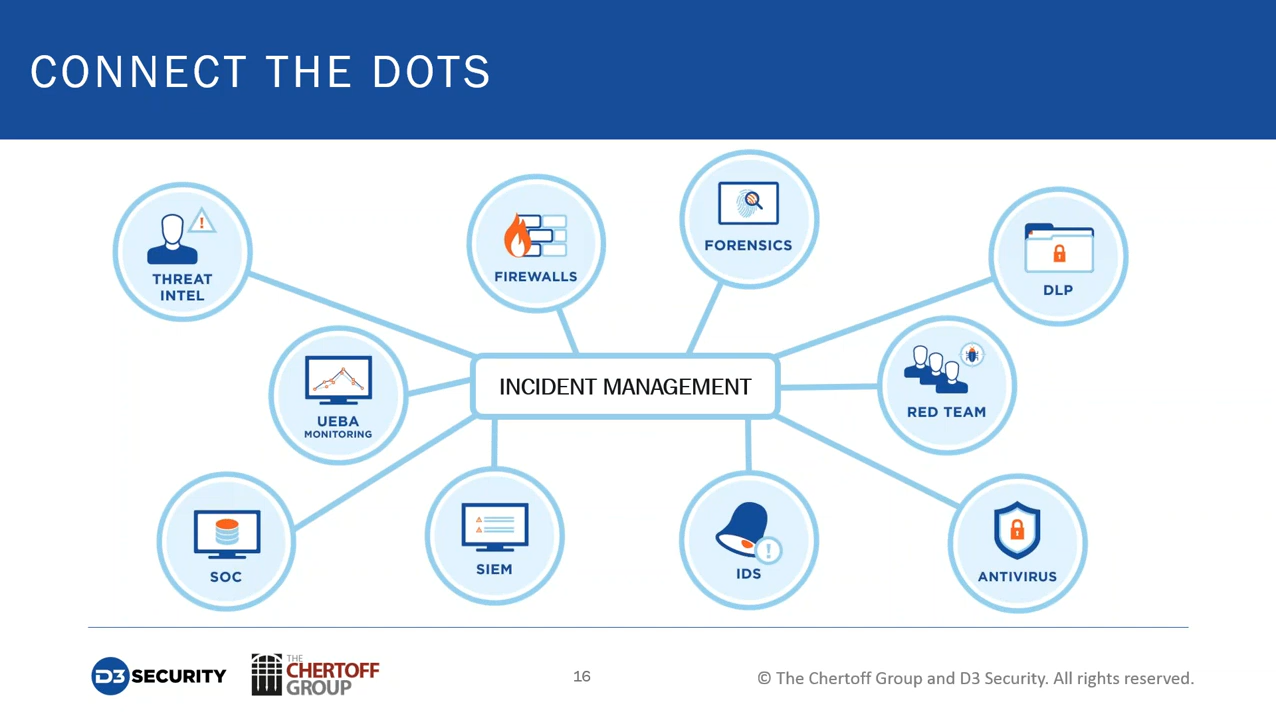 CONNECT THE DOTS
THREAT
INTEL
FIREWALLS
FORENSICS
DLP
UEBA
MONITORING
INCIDENT MANAGEMENT
RED TEAM
SOC
SIEM
IDS
ANTIVIRUS
D3 SECURITY
THE
CHERTOFF
GROUP
16
© The Chertoff Group and D3 Security. All rights reserved.